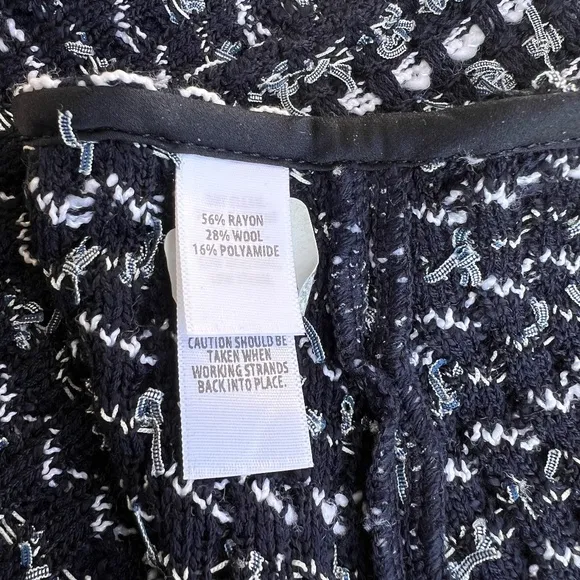 56% RAYON
28% WOOL
16% POLYAMIDE
CAUTION SHOULD BE
TAKEN WHEN
WORKING STRANDS
BACK INTO PLACE.